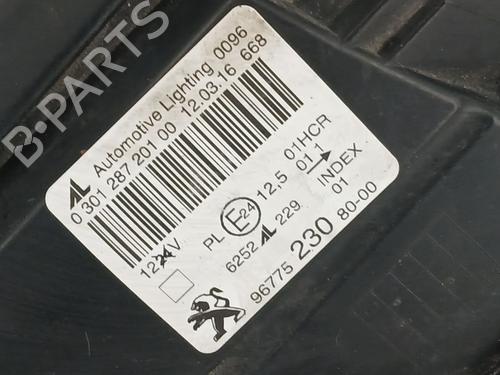 B-PARTS
AL Automotive Lighting 0096
0 301 287 201 00 12.03.16 668
12V
PL E24 12,5 01HCR
01 1
6252 AL 229 INDEX
01
96775 230 80-00